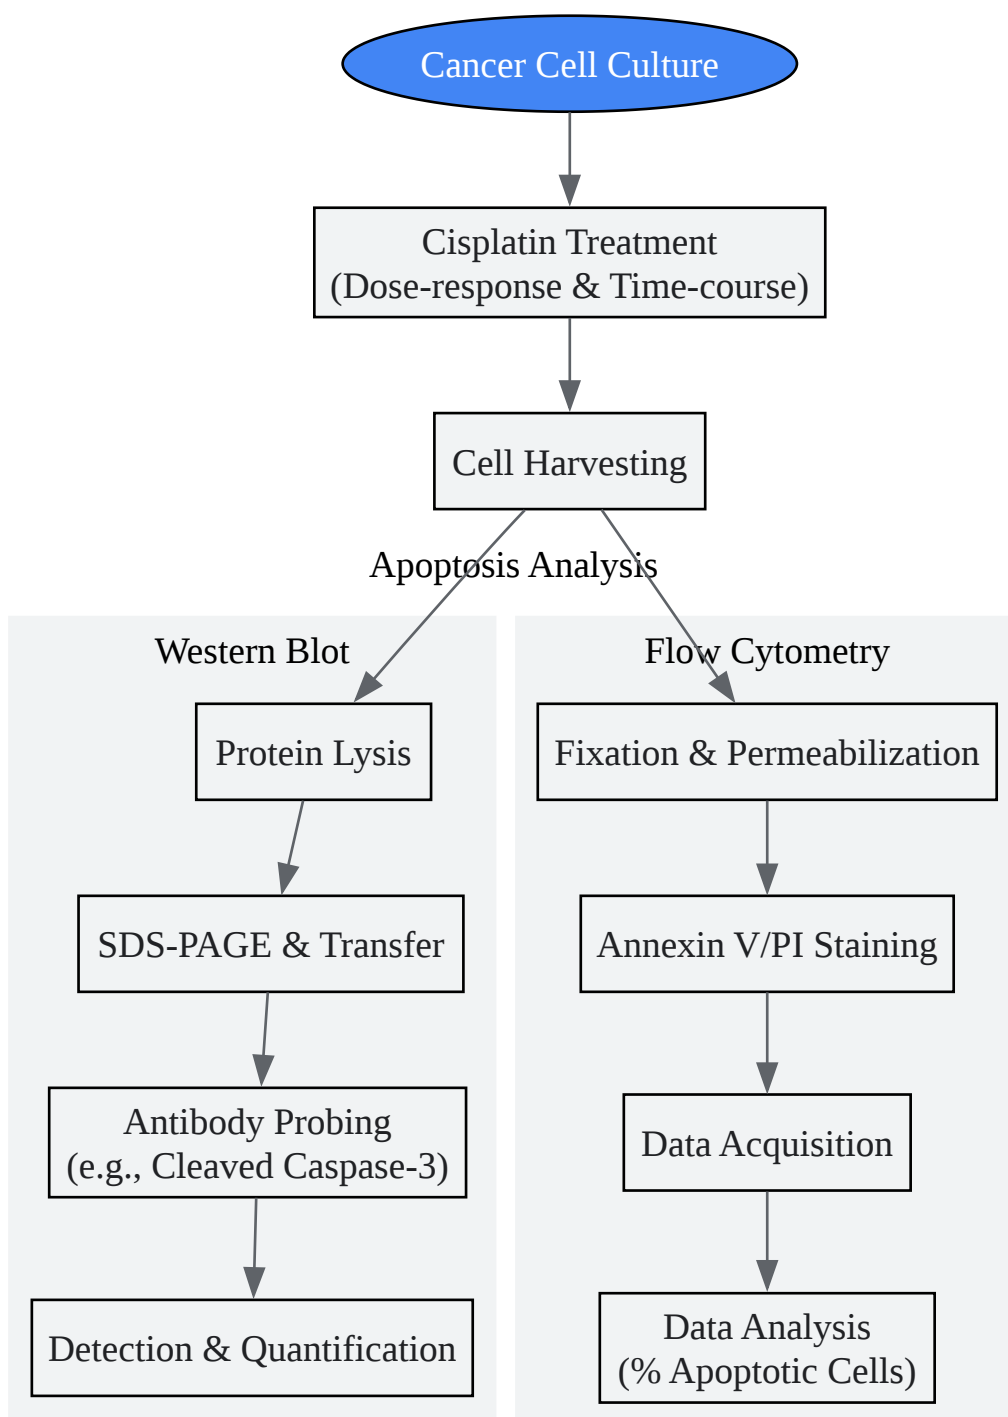 Cancer Cell Culture
Cisplatin Treatment
(Dose-response & Time-course)
Cell Harvesting
Apoptosis Analysis
Western Blot
Protein Lysis
SDS-PAGE & Transfer
Antibody Probing
(e.g., Cleaved Caspase-3)
Detection & Quantification
Flow Cytometry
Fixation & Permeabilization
Annexin V/PI Staining
Data Acquisition
Data Analysis
(% Apoptotic Cells)